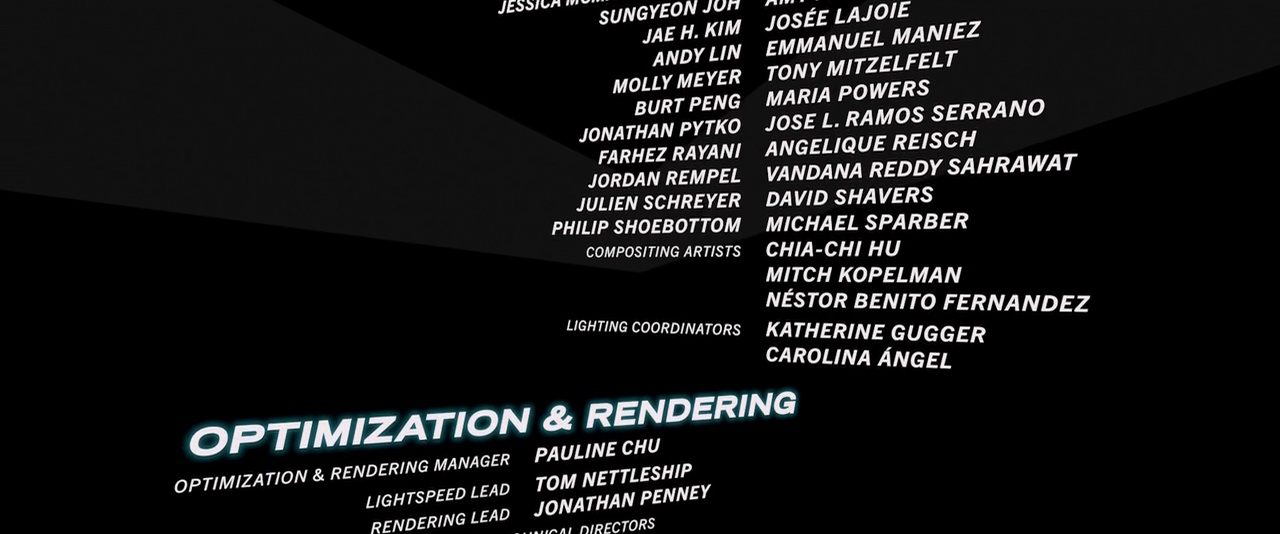 JESSICA
SUNGYEON JOH
JAE H. KIM JOSÉE LAJOIE
ANDY LIN EMMANUEL MANIEZ
MOLLY MEYER TONY MITZELFELT
BURT PENG MARIA POWERS
JONATHAN PYTKO JOSE L. RAMOS SERRANO
FARHEZ RAYANI ANGELIQUE REISCH
JORDAN REMPEL VANDANA REDDY SAHRAWAT
JULIEN SCHREYER DAVID SHAVERS
PHILIP SHOEBOTTOM MICHAEL SPARBER
COMPOSITING ARTISTS CHIA-CHI HU
MITCH KOPELMAN
NÉSTOR BENITO FERNANDEZ
LIGHTING COORDINATORS KATHERINE GUGGER
CAROLINA ÁNGEL
OPTIMIZATION & RENDERING
OPTIMIZATION & RENDERING MANAGER PAULINE CHU
LIGHTSPEED LEAD TOM NETTLESHIP
RENDERING LEAD JONATHAN PENNEY
DIRECTORS